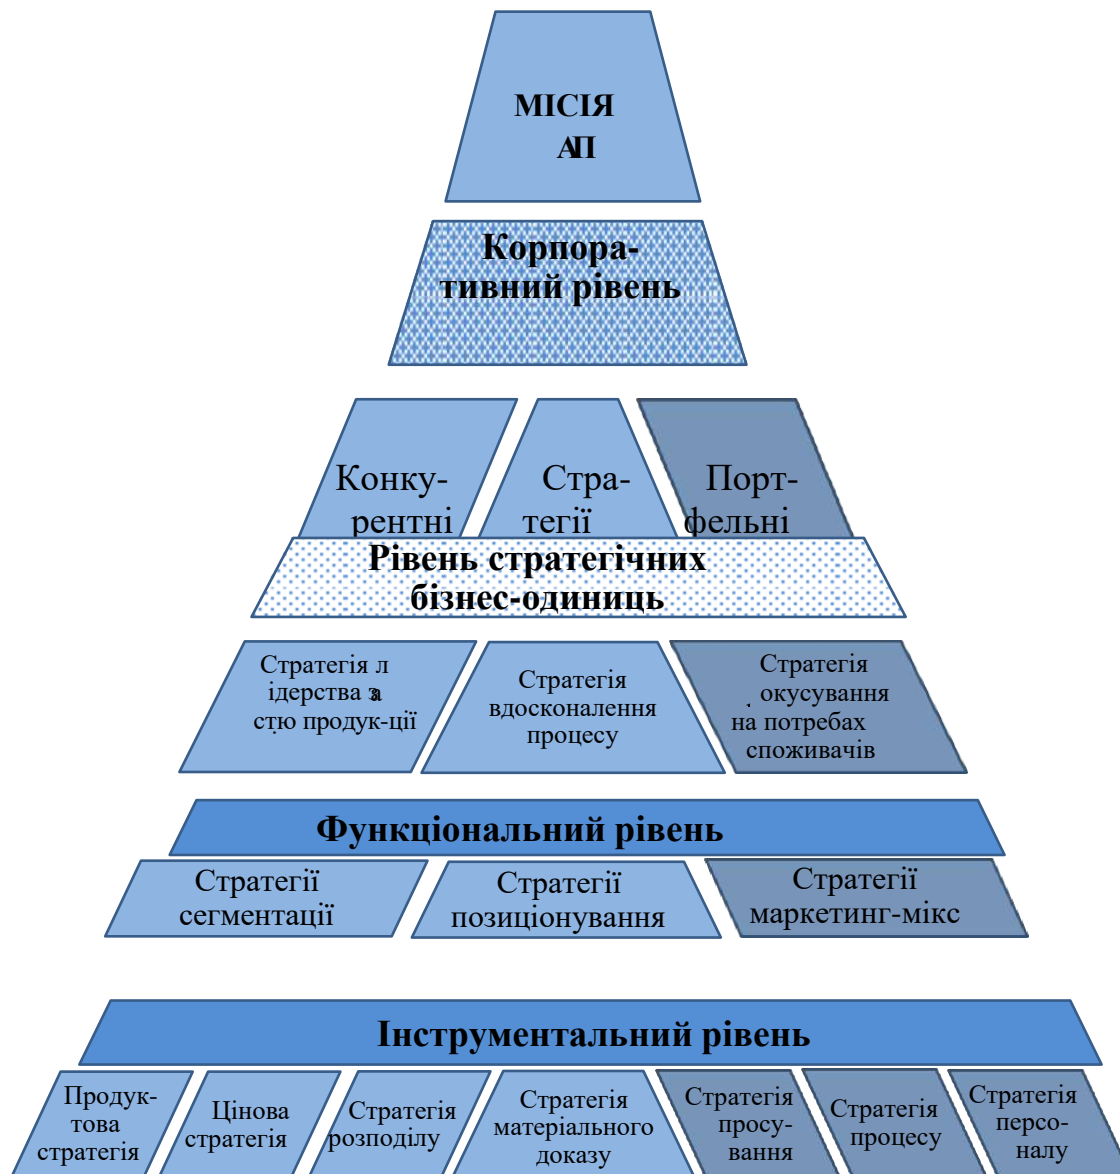 МІСІЯ
АП
Корпора-
тивний рівень
Конку-
рентні
Стра-
тегії
Порт-
фельні
Рівень стратегічних
бізнес-одиниць
Стратегія л
ідерства за
стю продук-ції
Стратегія
вдосконалення
процесу
Стратегія
окусування
на потребах
споживачів
Функціональний рівень
Стратегії
сегментації
Стратегії
позиціонування
Стратегії
маркетинг-мікс
Інструментальний рівень
Продук-
това
стратегія
Цінова
стратегія
Стратегія
розподілу
Стратегія
матеріального
доказу
Стратегія
просу-
вання
Стратегія
процесу
Стратегія
персо-
налу